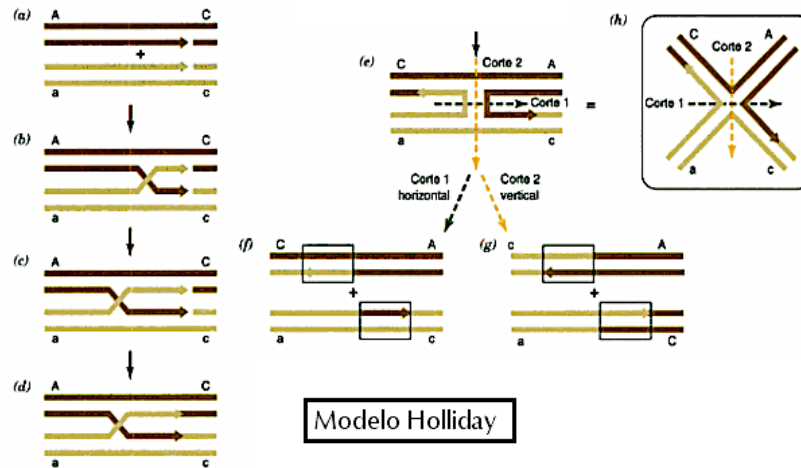 (a)
A C
+
a c
(b)
A C
a c
(c)
A C
a c
(d)
A C
a c
(e)
C Corte 2 A
Corte 1
a c
=
(h)
C A
Corte 2
Corte 1
a c
Corte 1
horizontal
Corte 2
vertical
(f)
C A
+
a c
(g)
c A
+
a C
Modelo Holliday